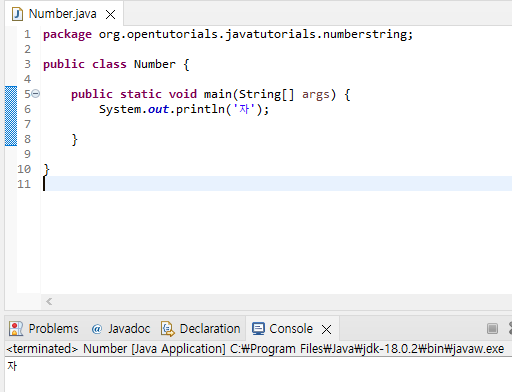 Number.java
1 package org.opentutorials.javatutorials.numberstring;
2
3 public class Number {
4
5 public static void main(String[] args) {
6 System.out.println('자');
7
8 }
9
10 }
11
Problems @ Javadoc Declaration Console
<terminated> Number [Java Application] C:₩Program Files₩Java₩jdk-18.0.2₩bin₩javaw.exe
자